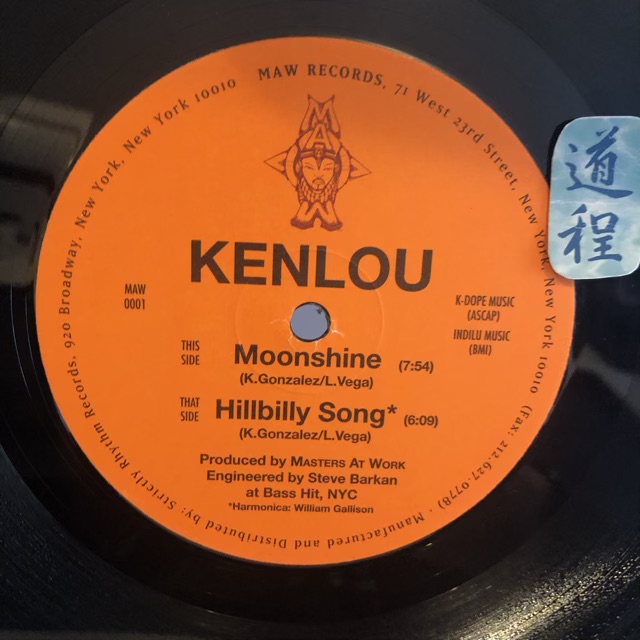 MAW RECORDS, 71 West 23rd Street, New York, New York 10010 (Fax: 212.627.9778) · Manufactured and Distributed by: Strictly Rhythm Records, 920 Broadway, New York, New York 10010
MAW
KENLOU
MAW
0001
K-DOPE MUSIC
(ASCAP)
INDILU MUSIC
(BMI)
THIS
SIDE
Moonshine (7:54)
(K.Gonzalez/L.Vega)
THAT
SIDE
Hillbilly Song* (6:09)
(K.Gonzalez/L.Vega)
Produced by MASTERS AT WORK
Engineered by Steve Barkan
at Bass Hit, NYC
*Harmonica: William Gallison
道
程